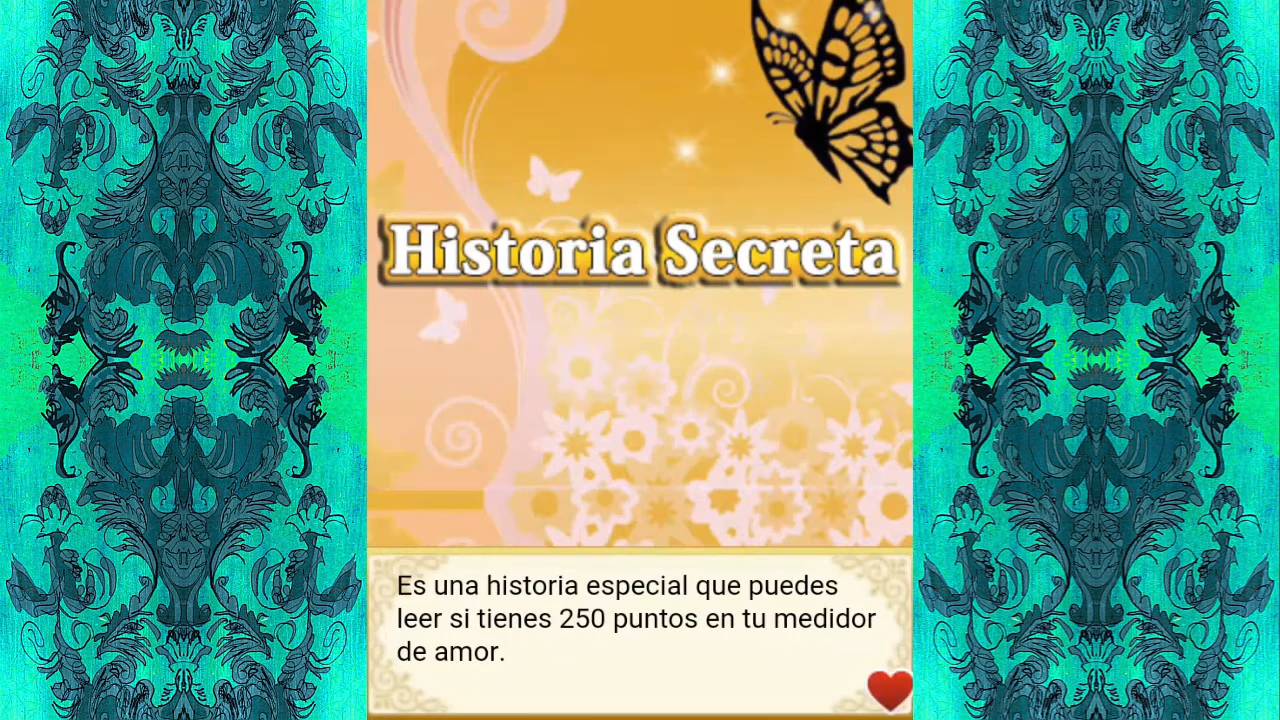 Historia Secreta
Es una historia especial que puedes
leer si tienes 250 puntos en tu medidor
de amor.